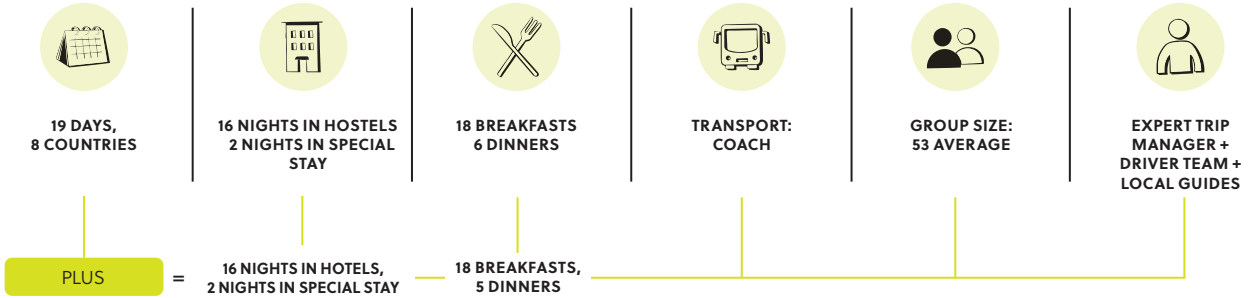 19 DAYS,
8 COUNTRIES
16 NIGHTS IN HOSTELS
2 NIGHTS IN SPECIAL
STAY
18 BREAKFASTS
6 DINNERS
TRANSPORT:
COACH
GROUP SIZE:
53 AVERAGE
EXPERT TRIP
MANAGER +
DRIVER TEAM +
LOCAL GUIDES
PLUS
=
16 NIGHTS IN HOTELS,
2 NIGHTS IN SPECIAL STAY
18 BREAKFASTS,
5 DINNERS